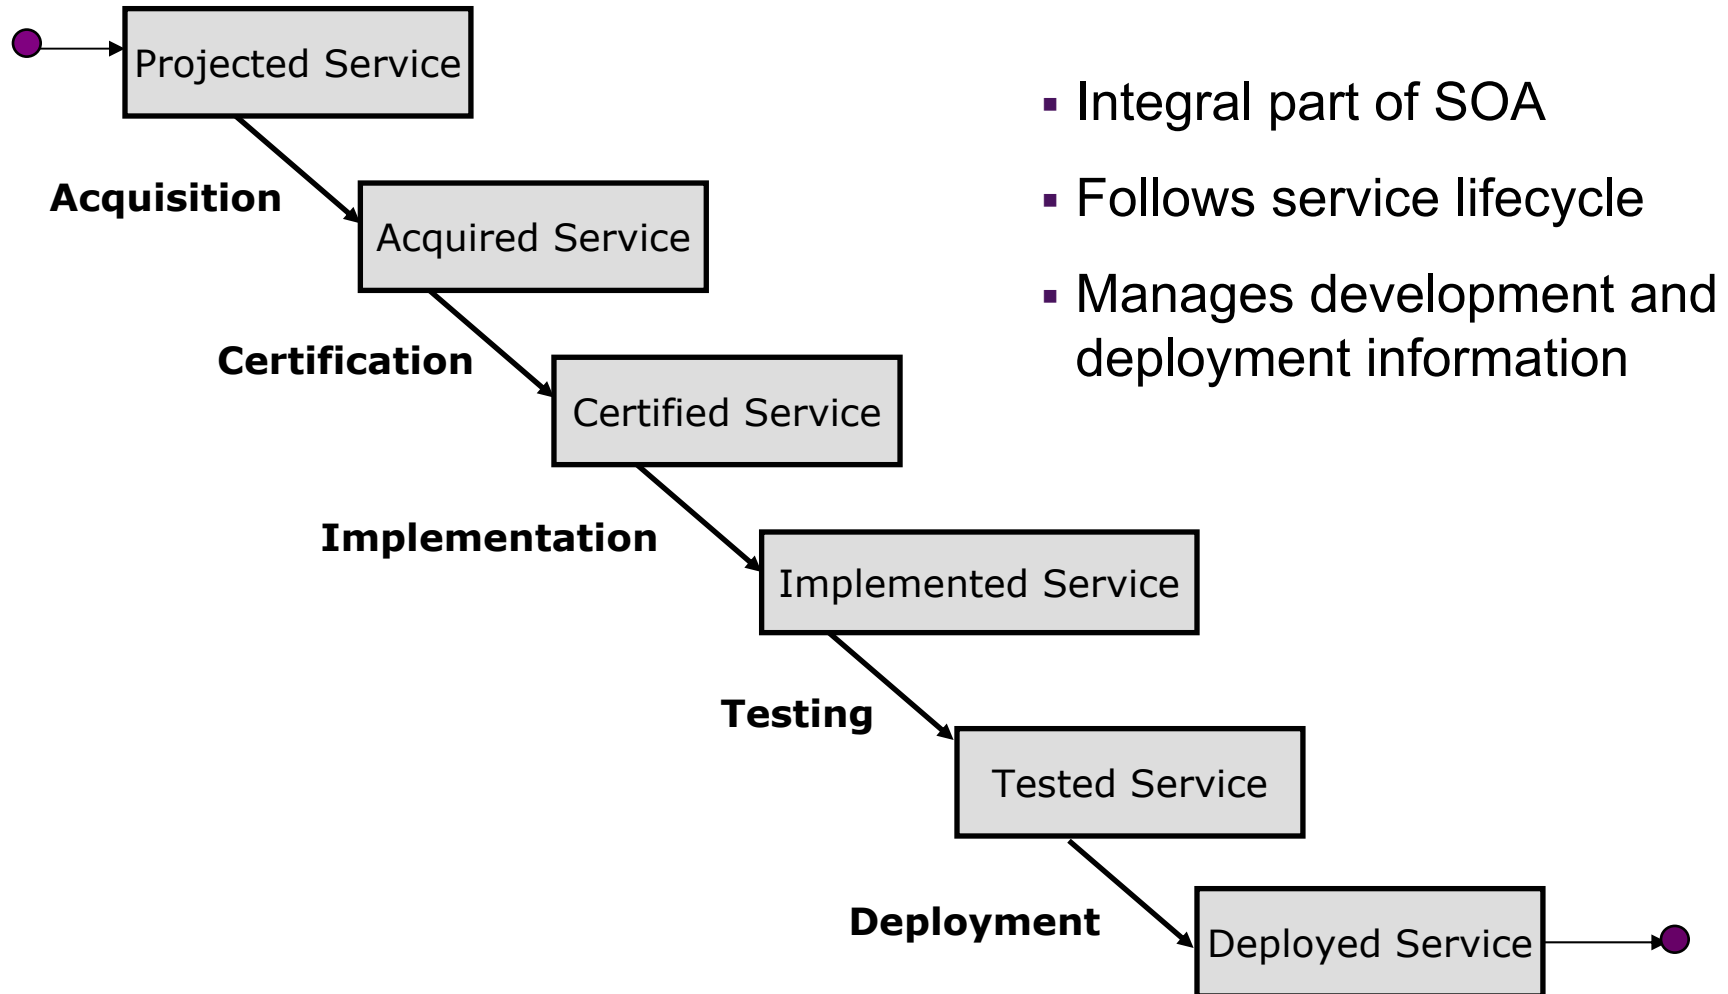 Projected Service
Acquisition
Acquired Service
Certification
Certified Service
Implementation
Implemented Service
Testing
Tested Service
Deployment
Deployed Service
▪ Integral part of SOA
▪ Follows service lifecycle
▪ Manages development and
deployment information